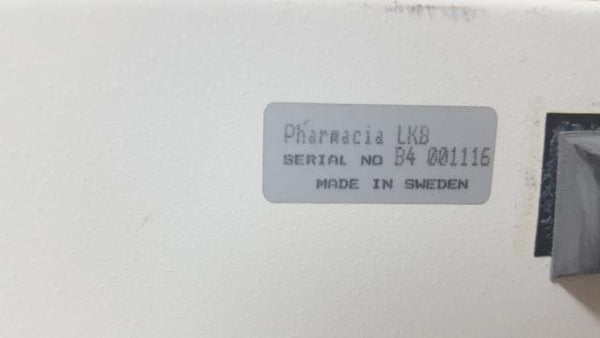 Pharmacia LKB
SERIAL NO B4 001116
MADE IN SWEDEN